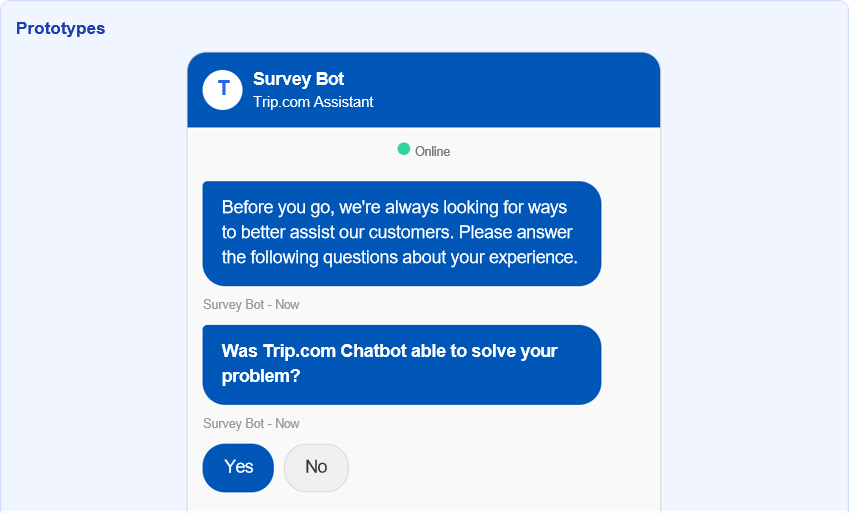 Prototypes
T
Survey Bot
Trip.com Assistant
Online
Before you go, we're always looking for ways
to better assist our customers. Please answer
the following questions about your experience.
Survey Bot - Now
Was Trip.com Chatbot able to solve your
problem?
Survey Bot - Now
Yes
No